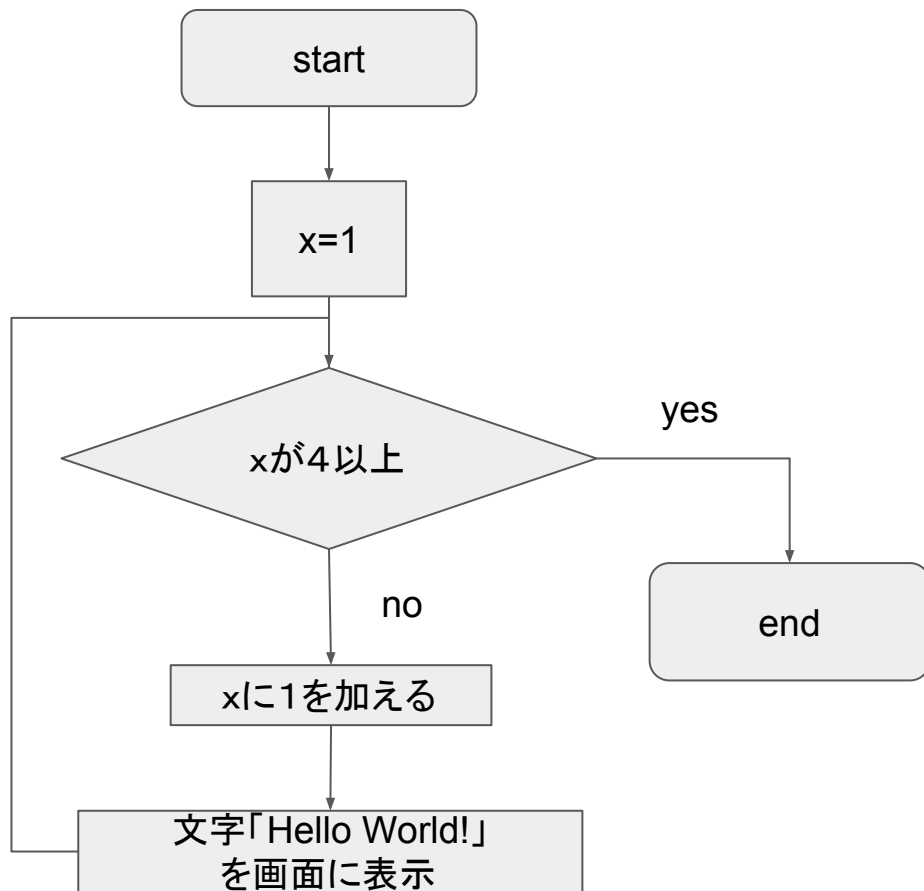 start
x=1
xが４以上
yes
no
end
xに１を加える
文字「Hello World!」
を画面に表示